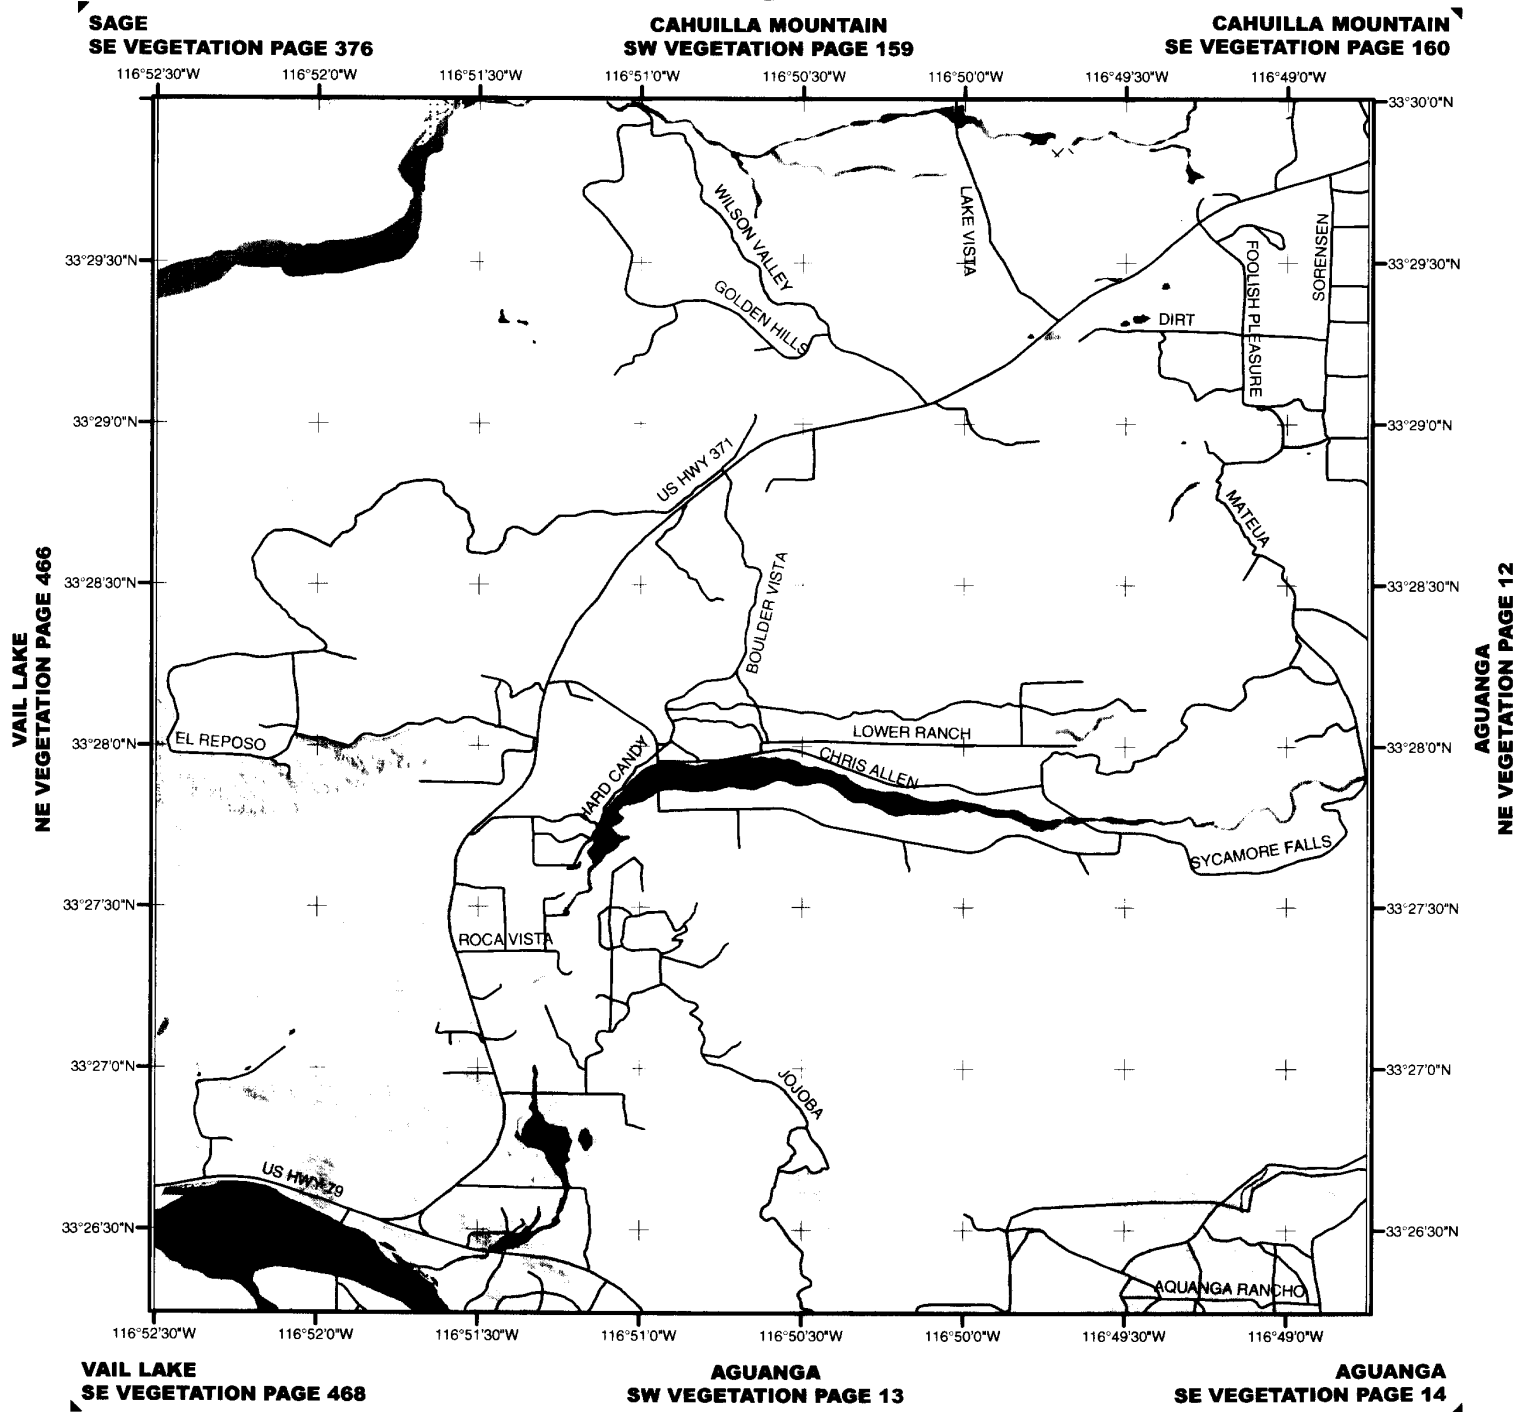 SAGE
SE VEGETATION PAGE 376
CAHUILLA MOUNTAIN
SW VEGETATION PAGE 159
CAHUILLA MOUNTAIN
SE VEGETATION PAGE 160
116°52'30"W
116°52'0"W
116°51'30"W
116°51'0"W
116°50'30"W
116°50'0"W
116°49'30"W
116°49'0"W
33°30'0"N
WILSON VALLEY
LAKE VISTA
SORENSEN
FOOLISH PLEASURE
33°29'30"N
33°29'30"N
GOLDEN HILLS
DIRT
33°29'0"N
33°29'0"N
US HWY 371
MATEUA
VAIL LAKE
NE VEGETATION PAGE 466
AGUANGA
NE VEGETATION PAGE 12
33°28'30"N
33°28'30"N
BOULDER VISTA
EL REPOSO
LOWER RANCH
33°28'0"N
33°28'0"N
HARD CANDY
CHRIS ALLEN
SYCAMORE FALLS
33°27'30"N
33°27'30"N
ROCA VISTA
33°27'0"N
33°27'0"N
JOJOBA
US HWY 79
33°26'30"N
33°26'30"N
AQUANGA RANCHO
116°52'30"W
116°52'0"W
116°51'30"W
116°51'0"W
116°50'30"W
116°50'0"W
116°49'30"W
116°49'0"W
VAIL LAKE
SE VEGETATION PAGE 468
AGUANGA
SW VEGETATION PAGE 13
AGUANGA
SE VEGETATION PAGE 14